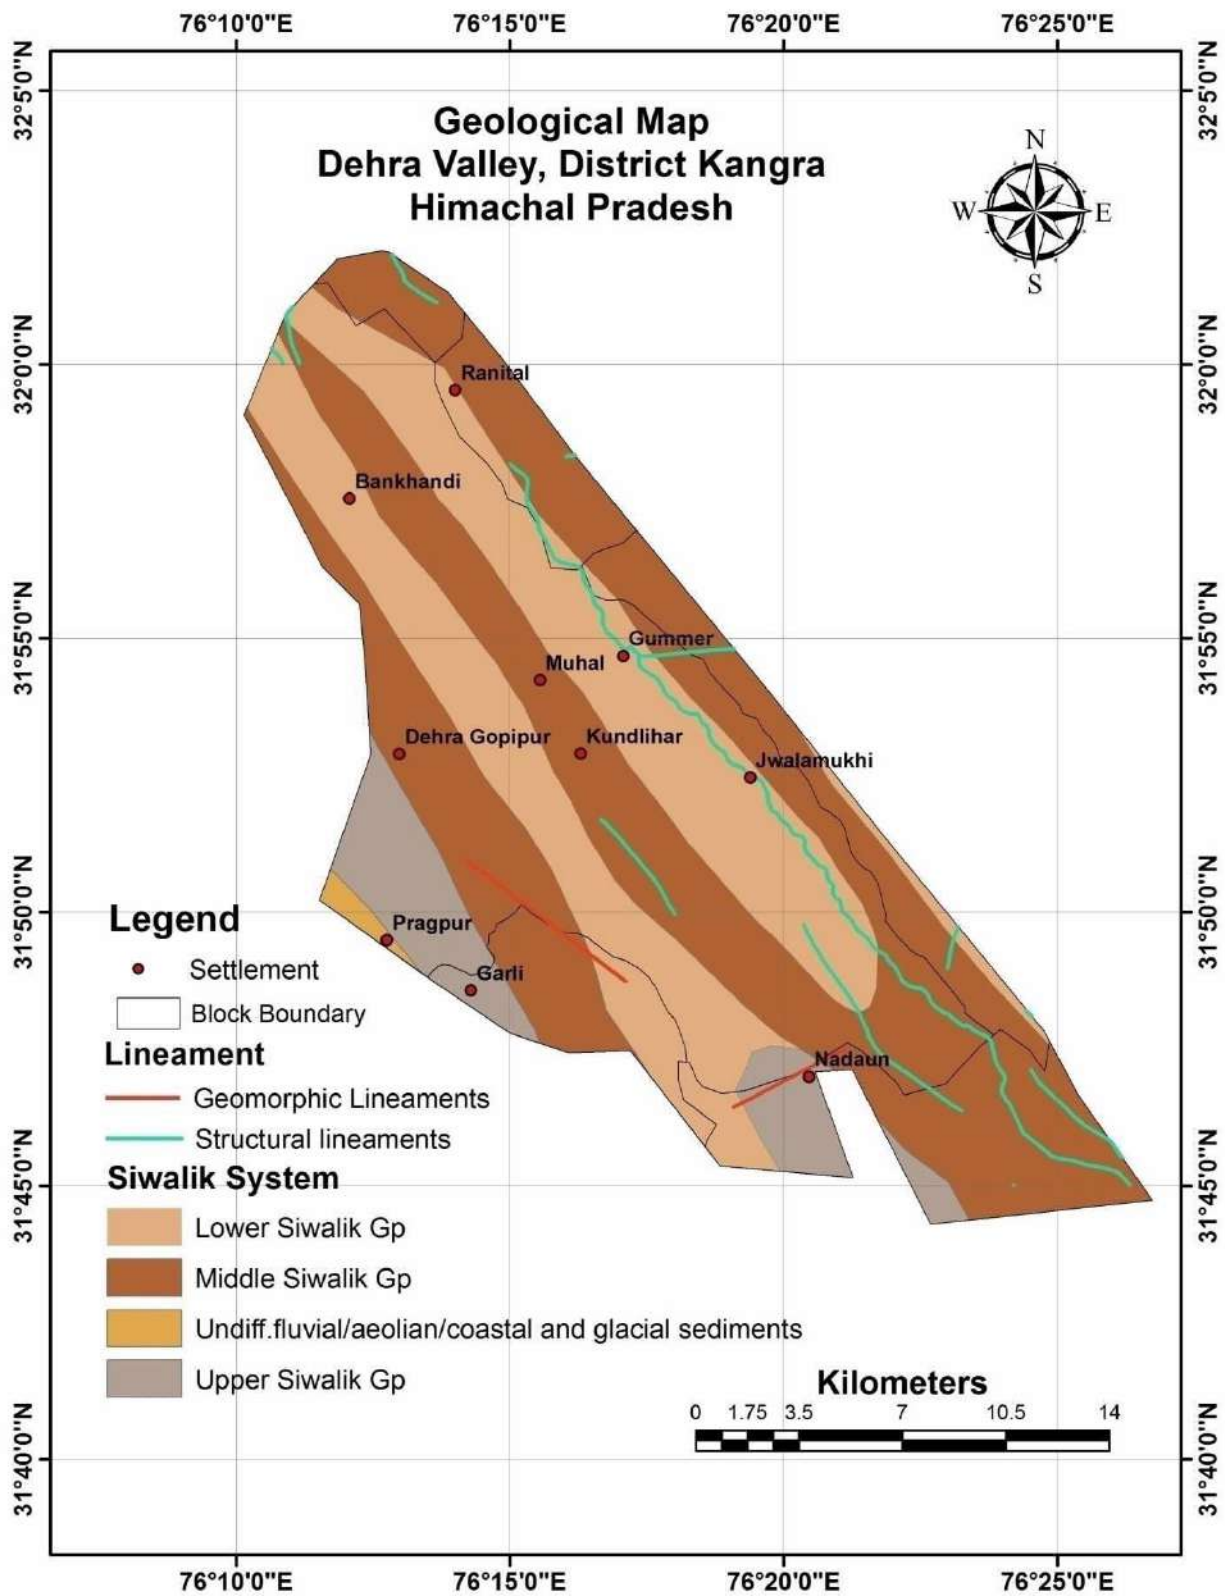 76°10'0"E 76°15'0"E 76°20'0"E 76°25'0"E
32°5'0"N 32°5'0"N
Geological Map
Dehra Valley, District Kangra
Himachal Pradesh
N
W E
S
32°0'0"N 32°0'0"N
Ranital
Bankhandi
31°55'0"N 31°55'0"N
Gummer
Muhal
Dehra Gopipur Kundlihar
Jwalamukhi
31°50'0"N 31°50'0"N
Pragpur
Garli
Nadaun
Legend
Settlement
Block Boundary
Lineament
Geomorphic Lineaments
Structural lineaments
Siwalik System
31°45'0"N 31°45'0"N
Lower Siwalik Gp
Middle Siwalik Gp
Undiff.fluvial/aeolian/coastal and glacial sediments
Upper Siwalik Gp
Kilometers
0 1.75 3.5 7 10.5 14
31°40'0"N 31°40'0"N
76°10'0"E 76°15'0"E 76°20'0"E 76°25'0"E